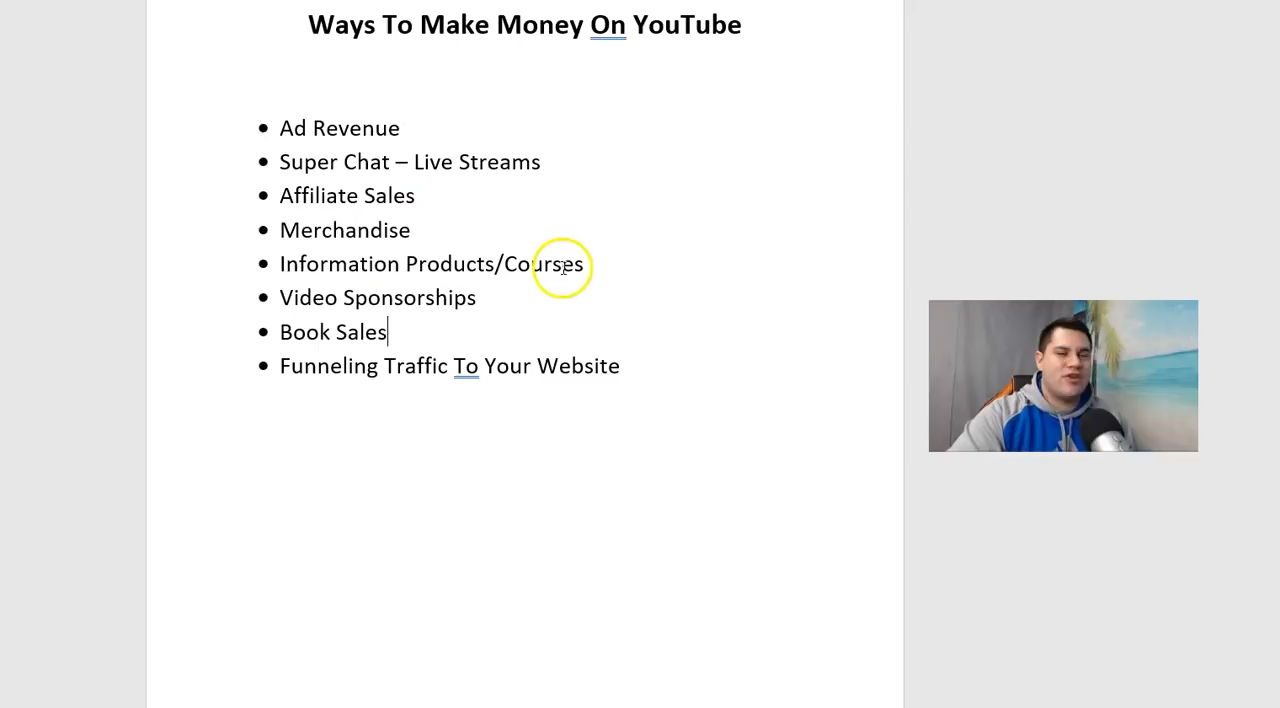 Ways To Make Money On YouTube
• Ad Revenue
• Super Chat – Live Streams
• Affiliate Sales
• Merchandise
• Information Products/Courses
• Video Sponsorships
• Book Sales
• Funneling Traffic To Your Website